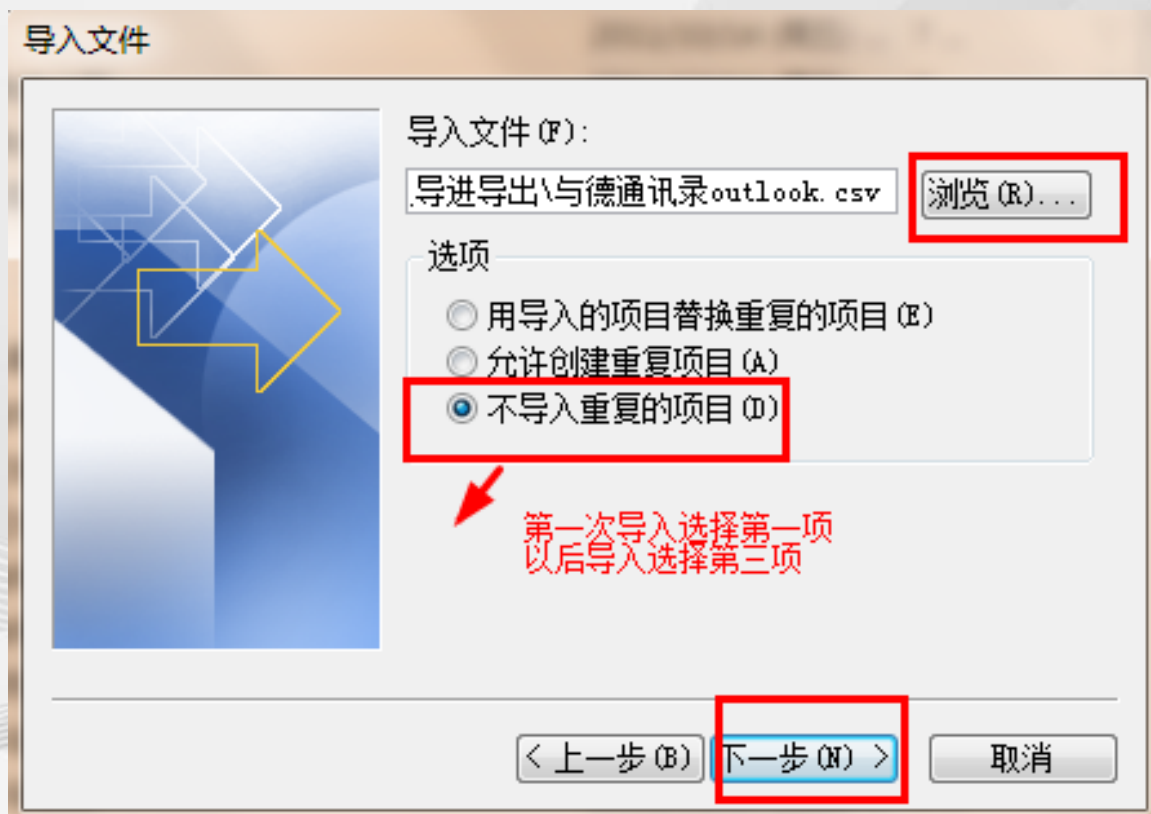 导入文件
导入文件(F):
.导进导出\与德通讯录outlook.csv
浏览(R)...
选项
用导入的项目替换重复的项目(E)
允许创建重复项目(A)
不导入重复的项目(D)
第一次导入选择第一项
以后导入选择第三项
< 上一步(B)
下一步(N) >
取消